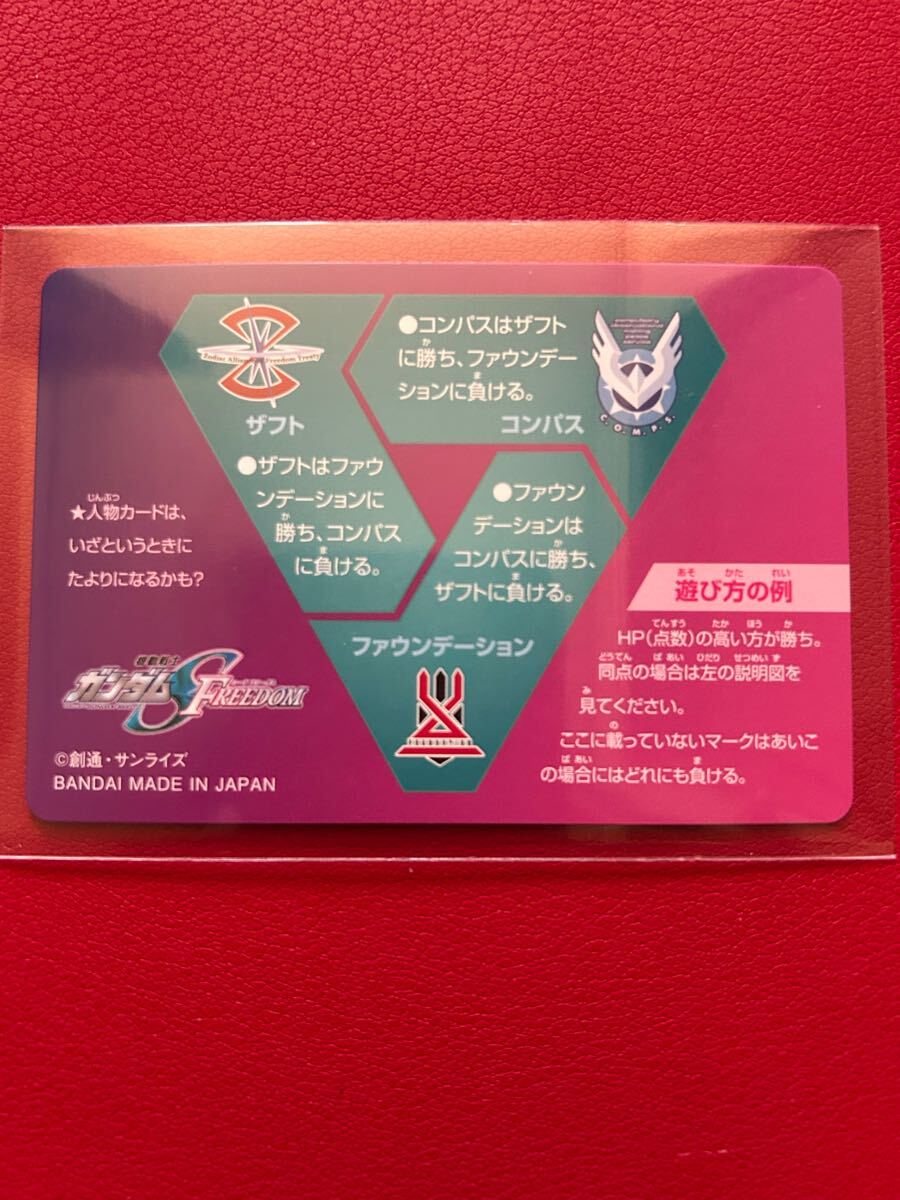 Zodiac Alliance Freedom Treaty
ザフト
●ザフトはファウ
ンデーションに
勝ち、コンパス
に負ける。
●コンパスはザフト
に勝ち、ファウンデー
ションに負ける。
コンパス
C.O.M.P.S.
●ファウン
デーションは
コンパスに勝ち、
ザフトに負ける。
ファウンデーション
★人物カードは、
いざというときに
たよりになるかも?
機動戦士
ガンダムSEED FREEDOM
©創通・サンライズ
BANDAI MADE IN JAPAN
遊び方の例
HP(点数)の高い方が勝ち。
同点の場合は左の説明図を
見てください。
ここに載っていないマークはあいこ
の場合にはどれにも負ける。